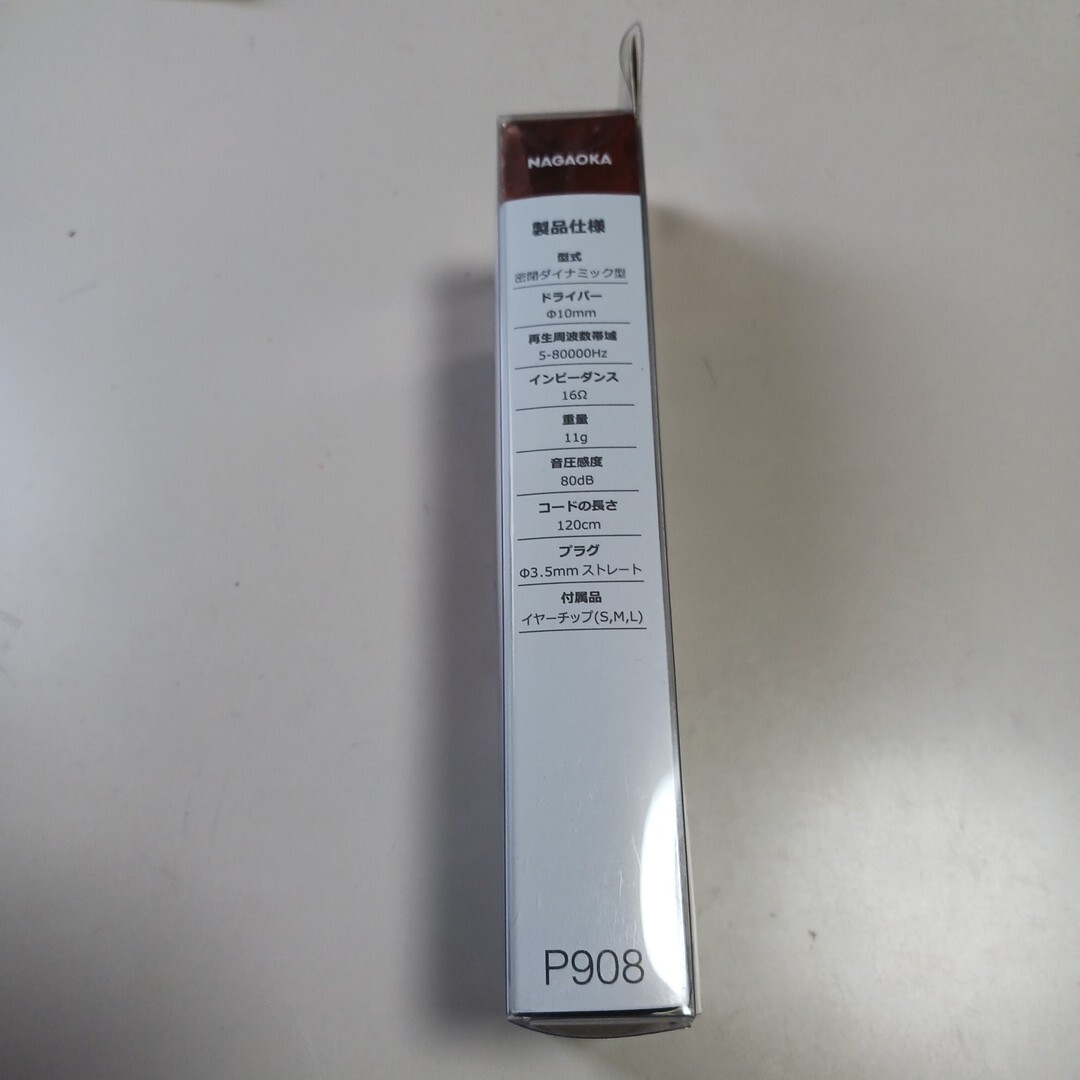 NAGAOKA
製品仕様
型式
密閉ダイナミック型
ドライバー
Φ10mm
再生周波数帯域
5-80000Hz
インピーダンス
16Ω
重量
11g
音圧感度
80dB
コードの長さ
120cm
プラグ
Φ3.5mm ストレート
付属品
イヤーチップ(S,M,L)
P908